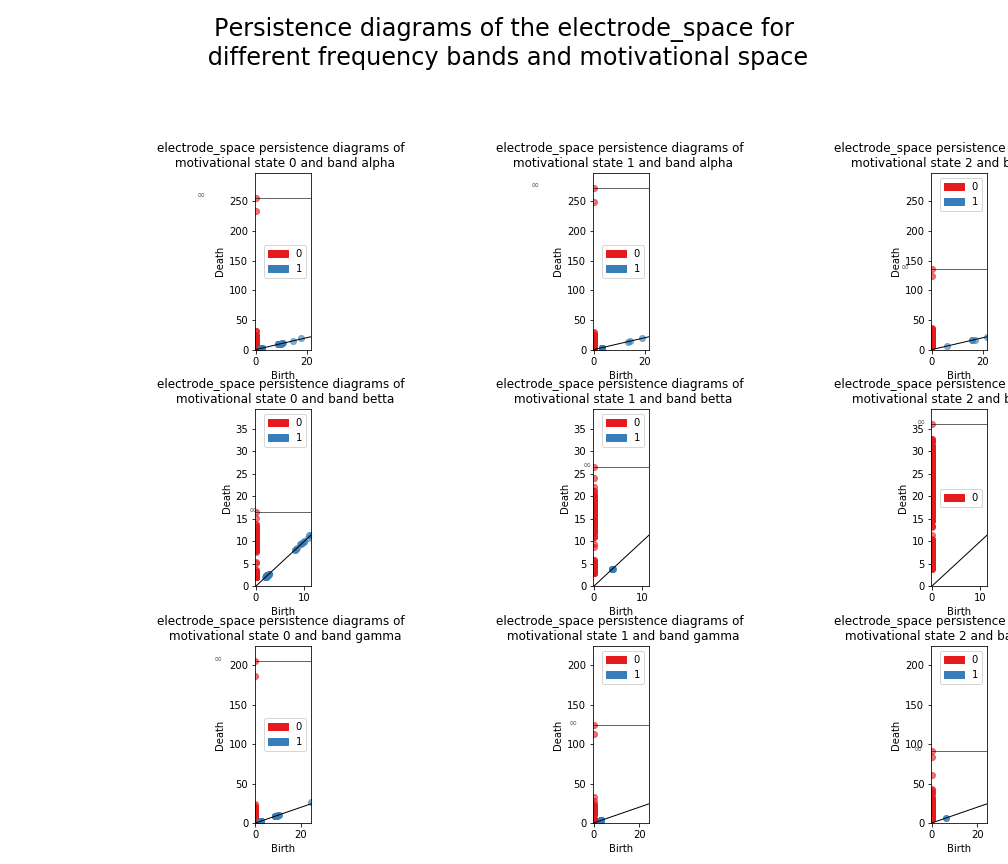 Persistence diagrams of the electrode_space for
different frequency bands and motivational space
electrode_space persistence diagrams of
motivational state 0 and band alpha
∞
250
200
150
100
50
0
Death
0
1
0
20
Birth
electrode_space persistence diagrams of
motivational state 1 and band alpha
∞
250
200
150
100
50
0
Death
0
1
0
20
Birth
electrode_space persistence
motivational state 2 and b
∞
250
200
150
100
50
0
Death
0
1
0
20
Birth
electrode_space persistence diagrams of
motivational state 0 and band betta
∞
35
30
25
20
15
10
5
0
Death
0
1
0
10
Birth
electrode_space persistence diagrams of
motivational state 1 and band betta
∞
35
30
25
20
15
10
5
0
Death
0
1
0
10
Birth
electrode_space persistence
motivational state 2 and b
∞
35
30
25
20
15
10
5
0
Death
0
0
10
Birth
electrode_space persistence diagrams of
motivational state 0 and band gamma
∞
200
150
100
50
0
Death
0
1
0
20
Birth
electrode_space persistence diagrams of
motivational state 1 and band gamma
∞
200
150
100
50
0
Death
0
1
0
20
Birth
electrode_space persistence
motivational state 2 and ba
∞
200
150
100
50
0
Death
0
1
0
20
Birth